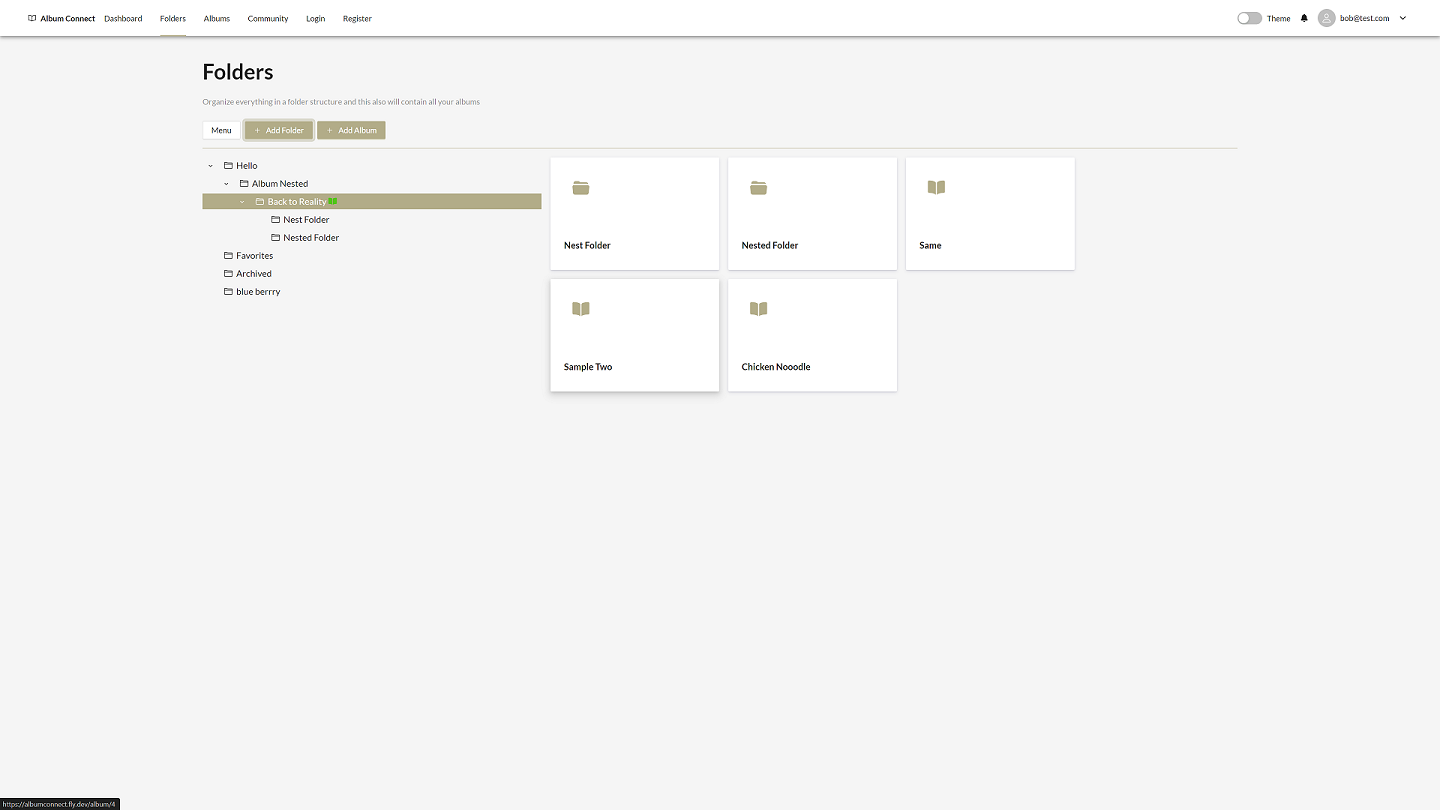 Album Connect Dashboard Folders Albums Community Login Register Theme bob@test.com
Folders
Organize everything in a folder structure and this also will contain all your albums
Menu + Add Folder + Add Album
Hello
Album Nested
Back to Reality
Nest Folder
Nested Folder
Favorites
Archived
blue berrry
Nest Folder Nested Folder Same
Sample Two Chicken Nooodle
https://albumconnect.fly.dev/album/4